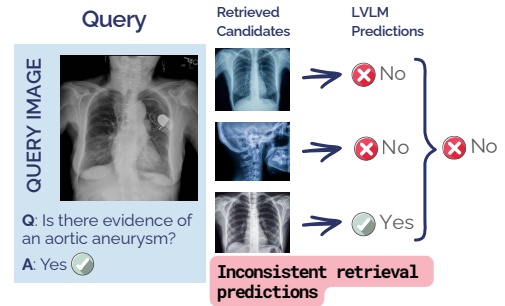 Query
Retrieved
Candidates
LVLM
Predictions
QUERY IMAGE
No
No
Yes
No
Q: Is there evidence of
an aortic aneurysm?
A: Yes
Inconsistent retrieval
predictions